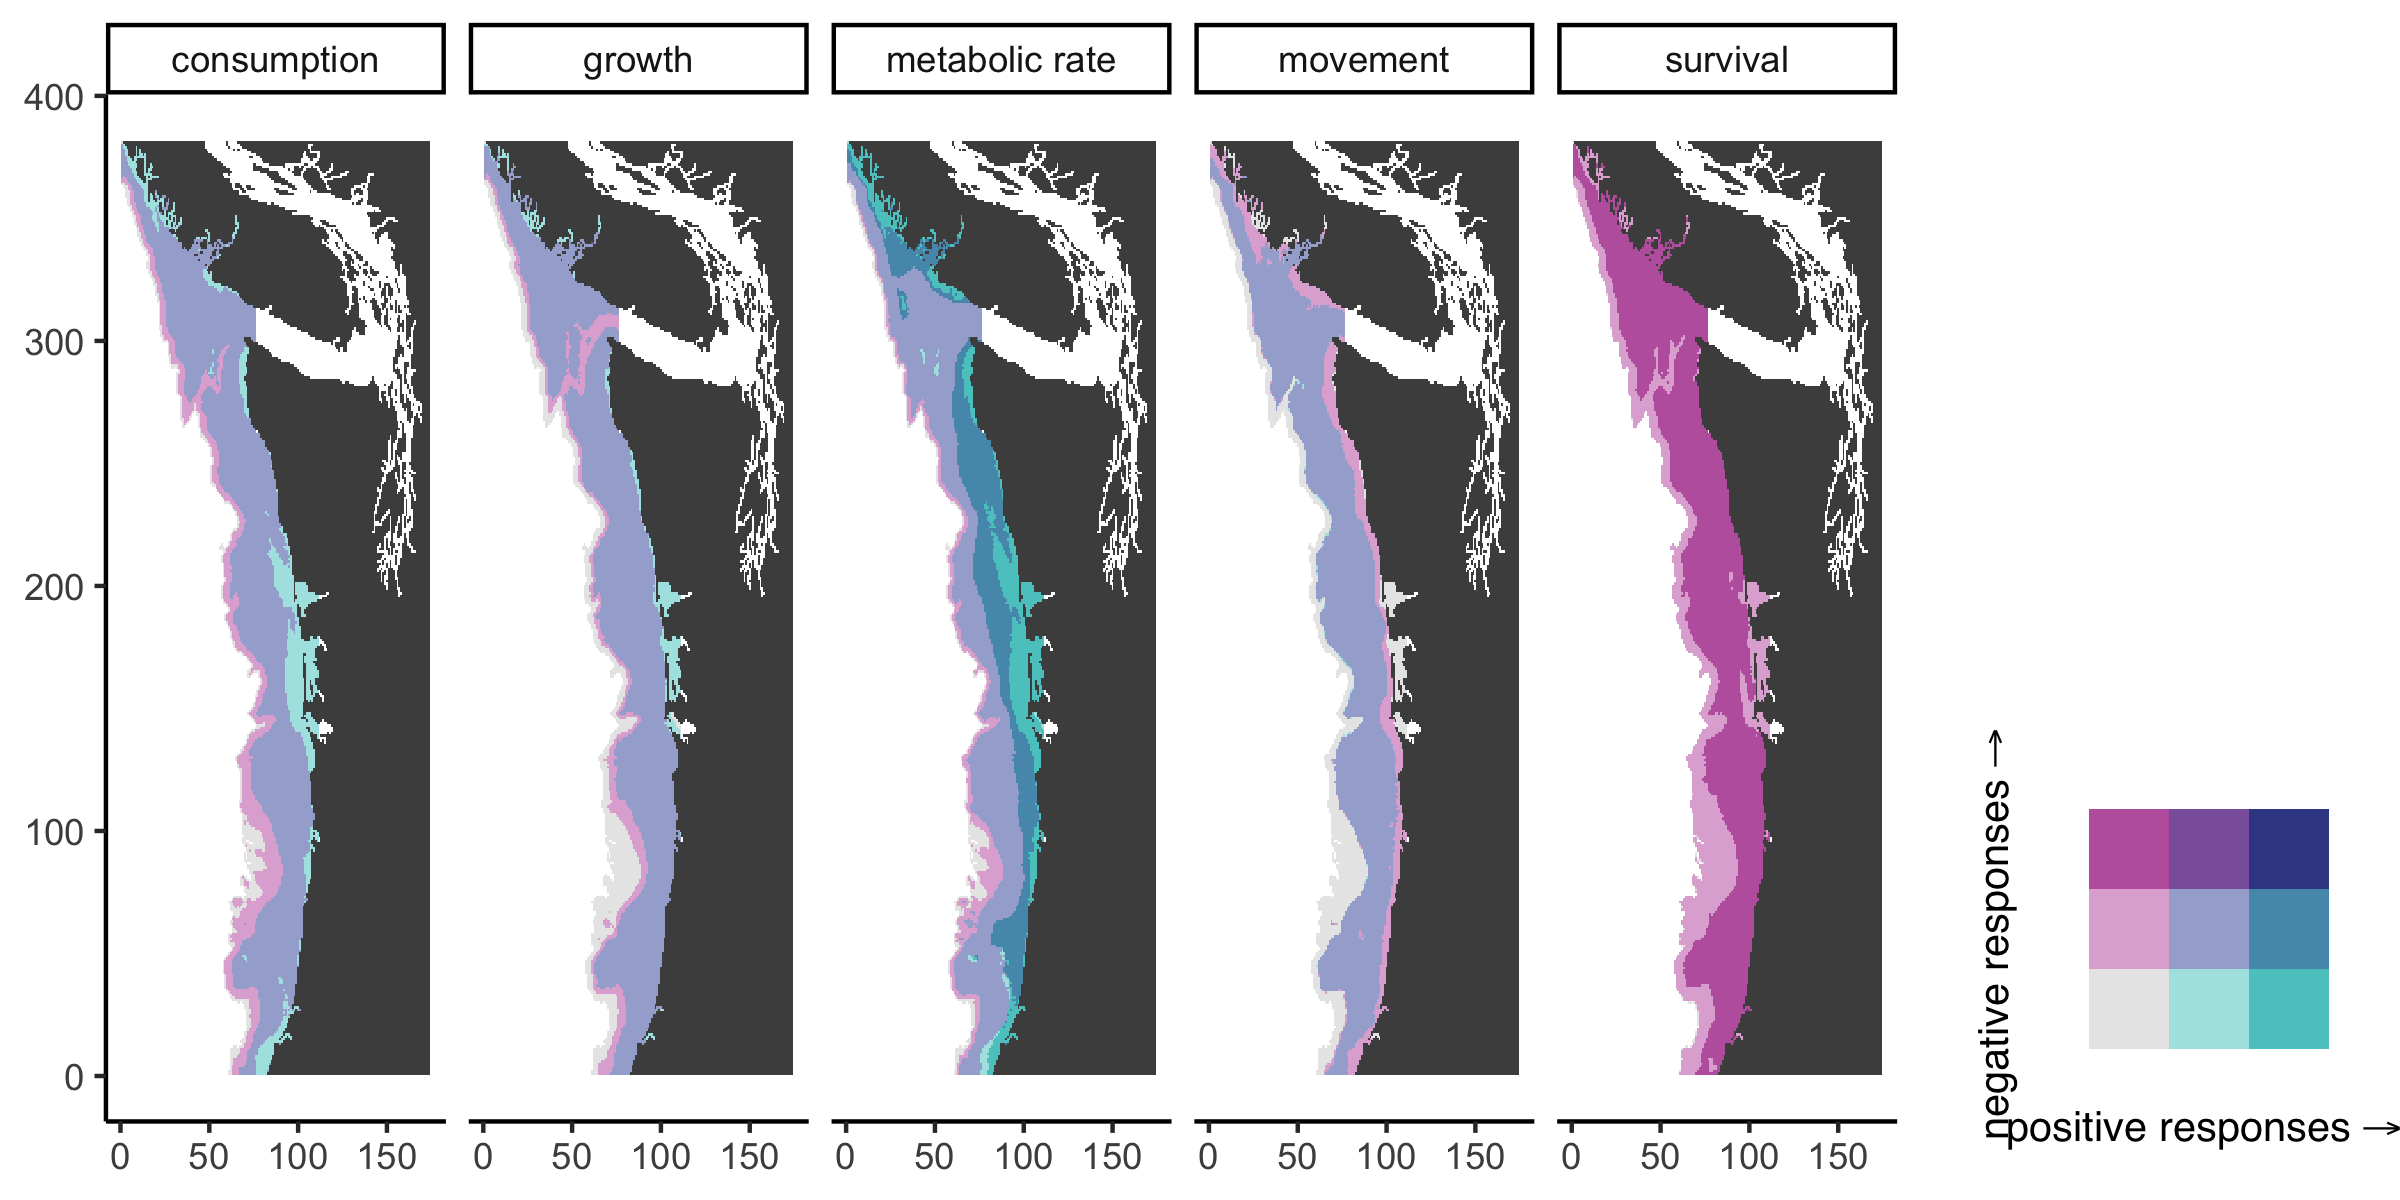 consumption growth metabolic rate movement survival
400
300
200
100
0
0 50 100 150 0 50 100 150 0 50 100 150 0 50 100 150 0 50 100 150
negative responses →
positive responses →